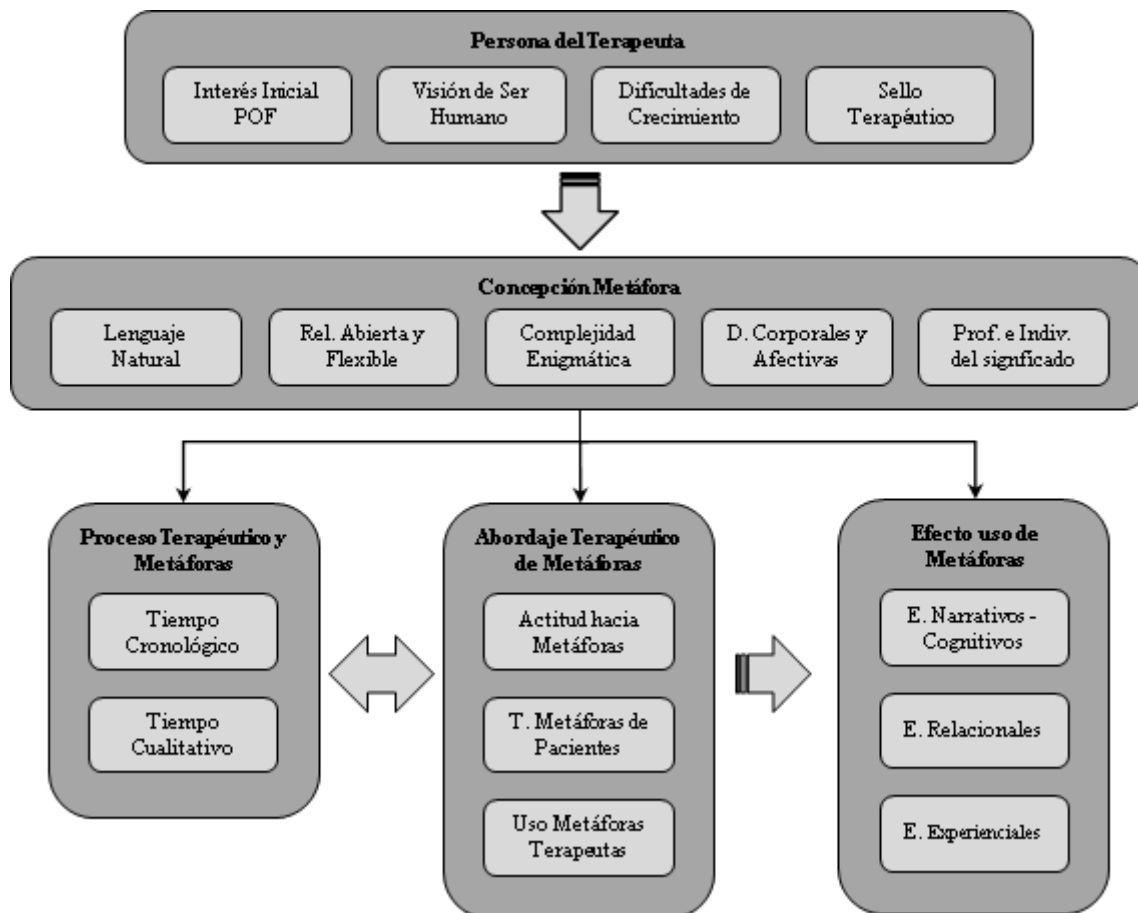 Persona del Terapeuta
Interés Inicial
POF
Visión de Ser
Humano
Dificultades de
Crecimiento
Sello
Terapéutico
Concepción Metáfora
Lenguaje
Natural
Rel. Abierta y
Flexible
Complejidad
Enigmática
D. Corporales y
Afectivas
Prof. e Indiv.
del signficado
Proceso Terapéutico y
Metáforas
Tiempo
Cronológico
Tiempo
Cualitativo
Abordaje Terapéutico
de Metáforas
Actitud hacia
Metáforas
T. Metáforas de
Pacientes
Uso Metáforas
Terapeutas
Efecto uso de
Metáforas
E. Narrativos -
Cognitivos
E. Relacionales
E. Experienciales